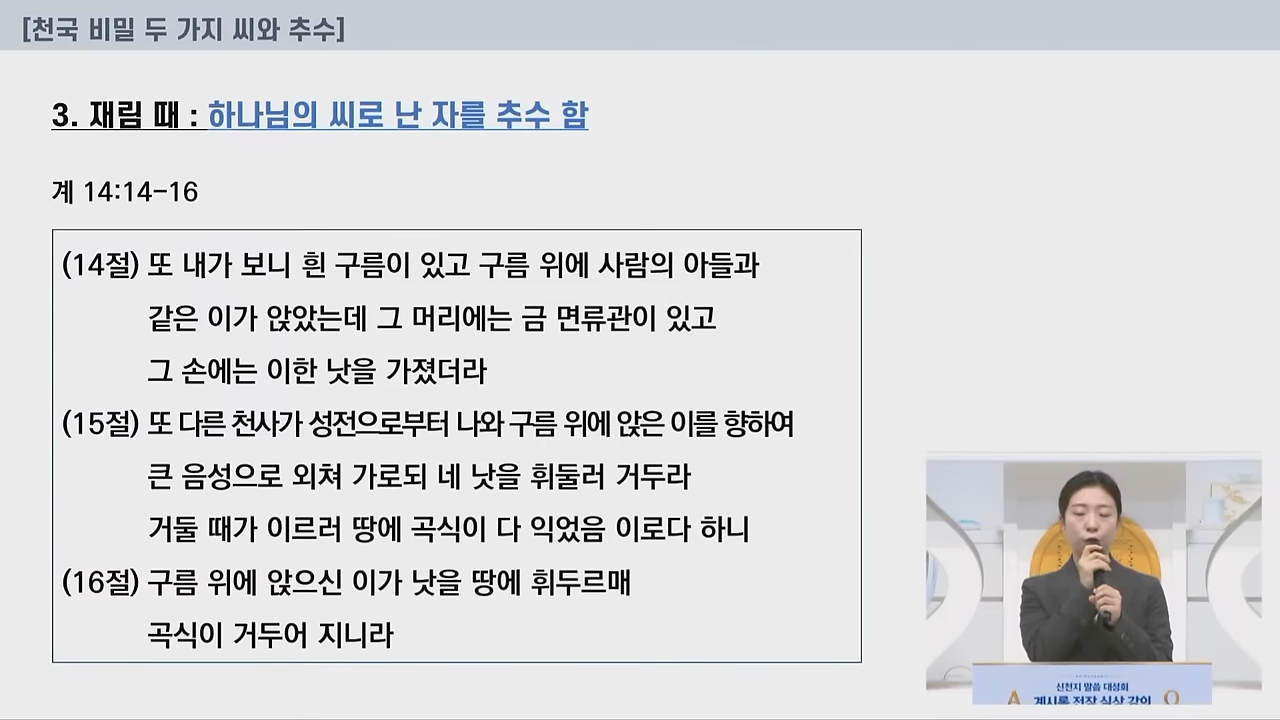 [천국 비밀 두 가지 씨와 추수]
3. 재림 때 : 하나님의 씨로 난 자를 추수 함
계 14:14-16
(14절) 또 내가 보니 흰 구름이 있고 구름 위에 사람의 아들과
같은 이가 앉았는데 그 머리에는 금 면류관이 있고
그 손에는 이한 낫을 가졌더라
(15절) 또 다른 천사가 성전으로부터 나와 구름 위에 앉은 이를 향하여
큰 음성으로 외쳐 가로되 네 낫을 휘둘러 거두라
거둘 때가 이르러 땅에 곡식이 다 익었음 이로다 하니
(16절) 구름 위에 앉으신 이가 낫을 땅에 휘두르매
곡식이 거두어 지니라
신천지 말씀 대성회
계시록 전장 실상 강의
A Ω